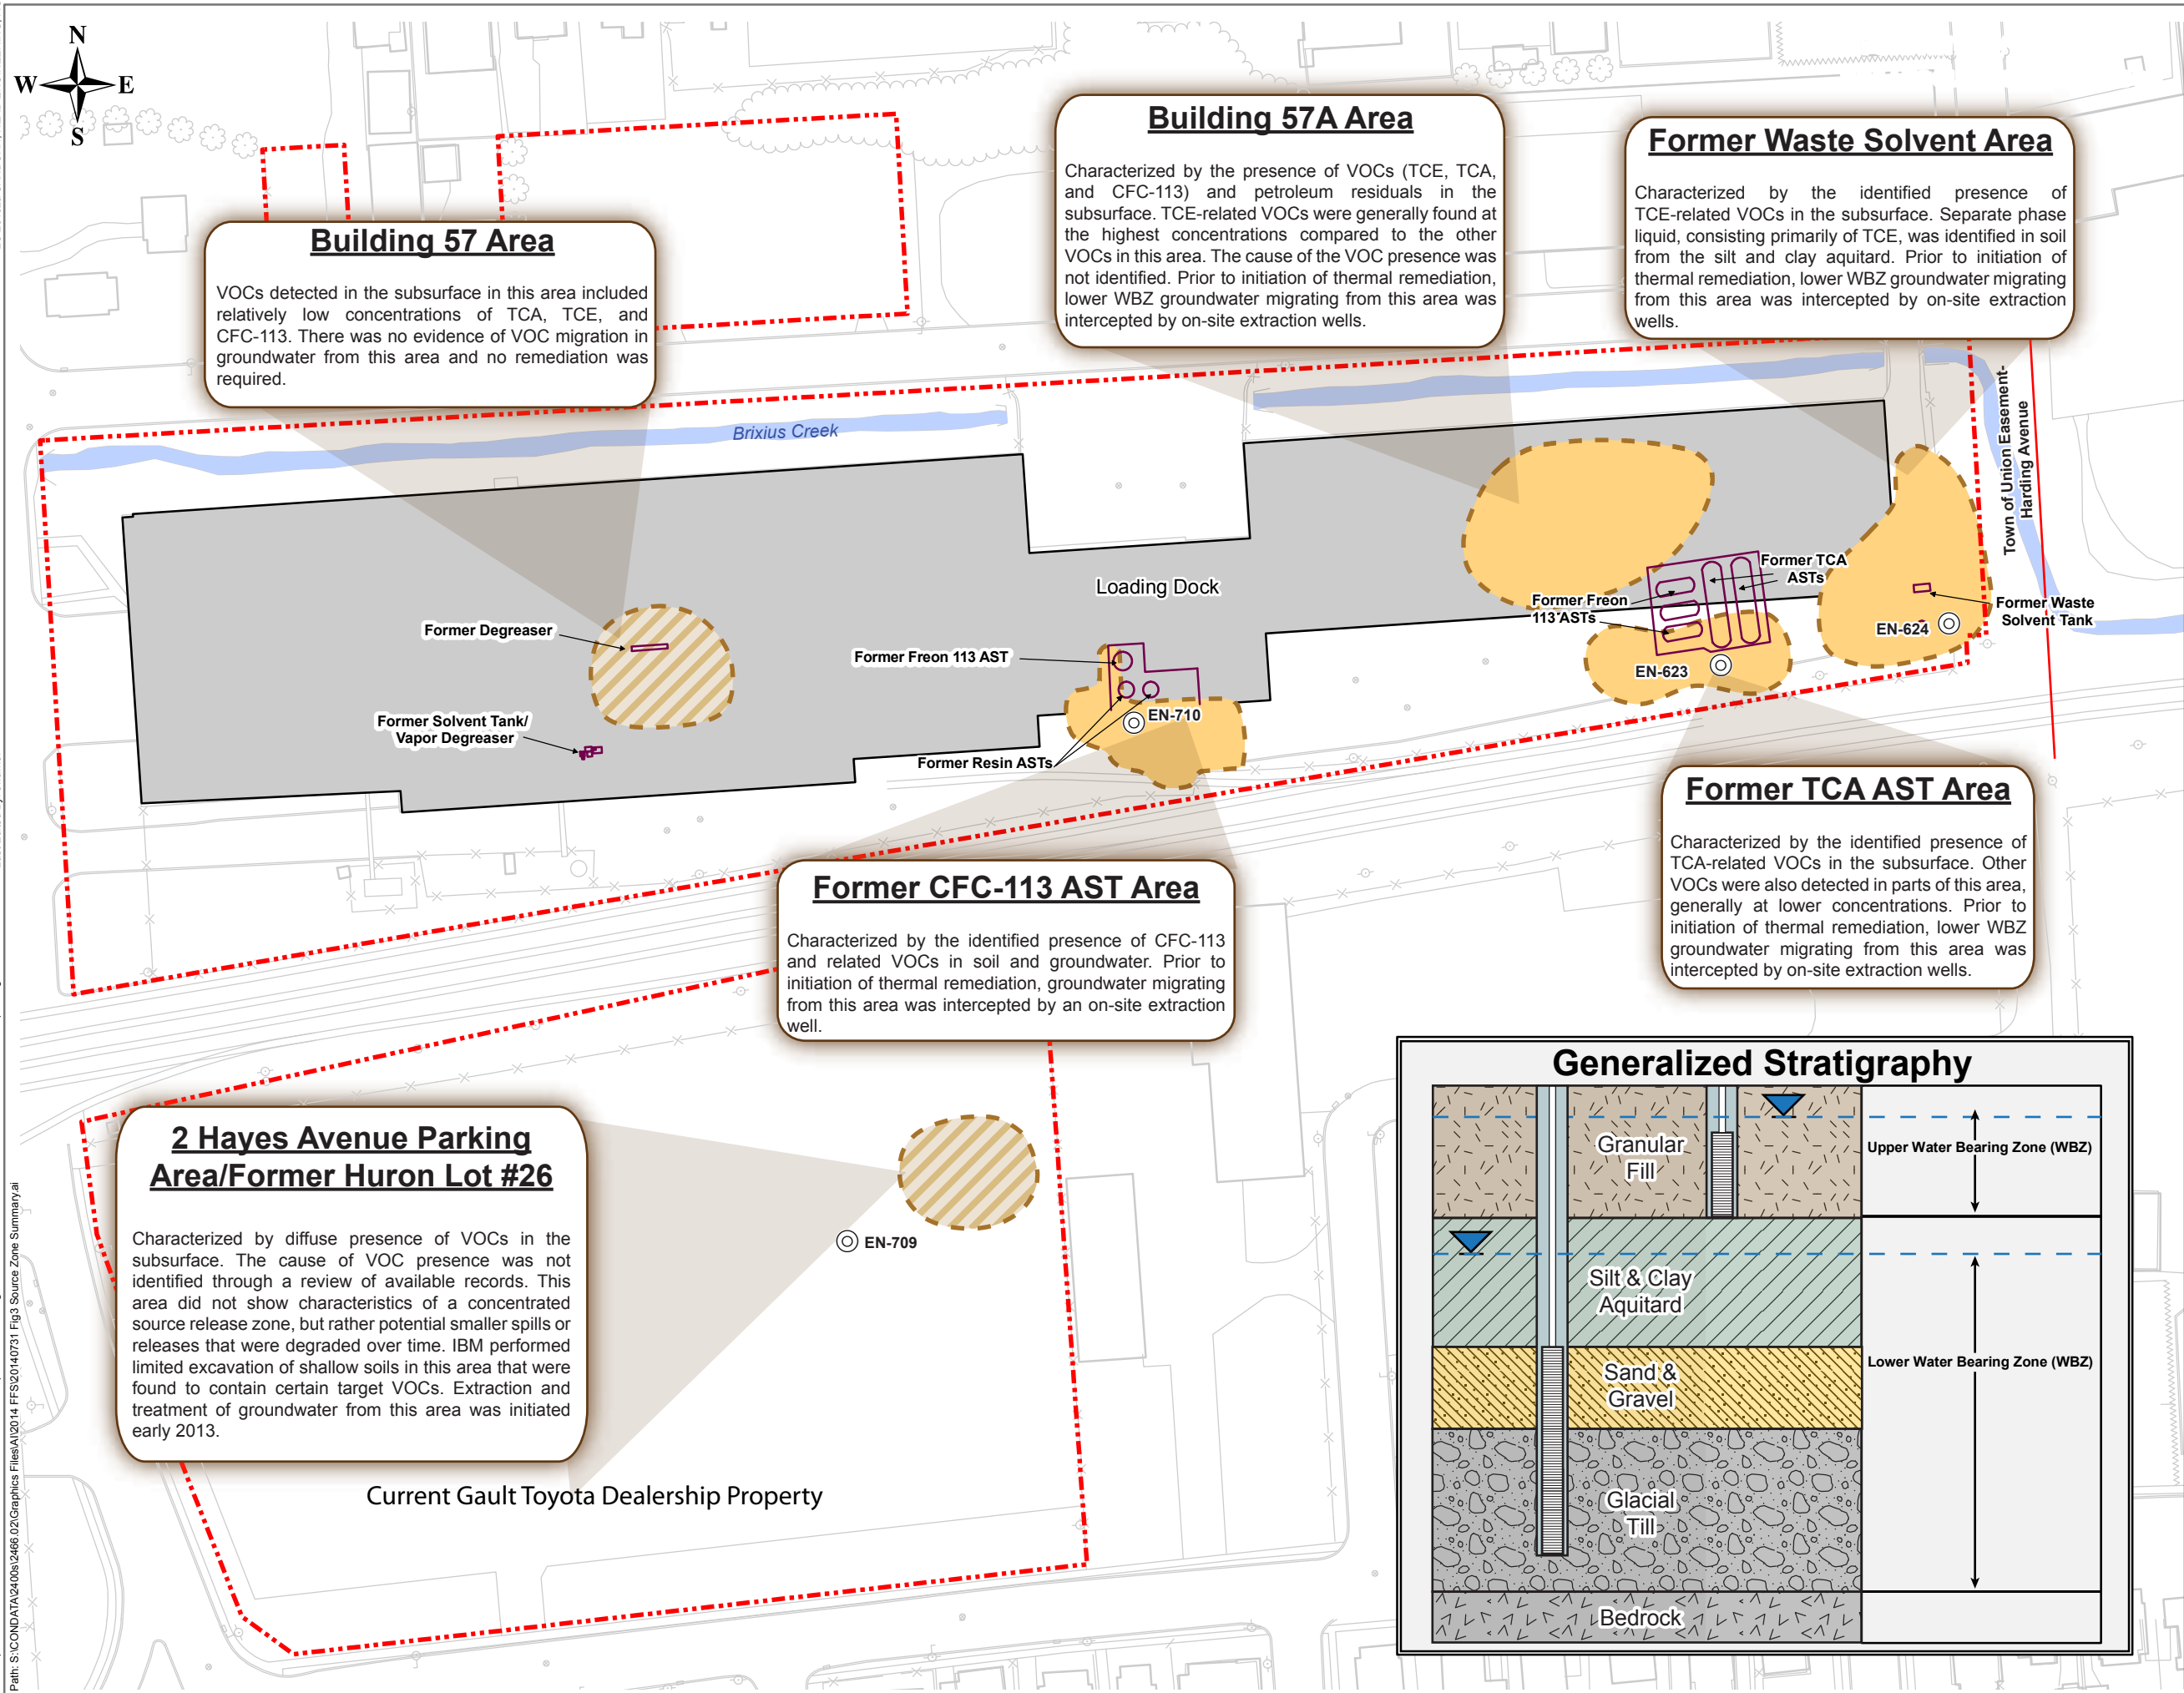 N
W E
S
Building 57 Area
VOCs detected in the subsurface in this area included
relatively low concentrations of TCA, TCE, and
CFC-113. There was no evidence of VOC migration in
groundwater from this area and no remediation was
required.
Building 57A Area
Characterized by the presence of VOCs (TCE, TCA,
and CFC-113) and petroleum residuals in the
subsurface. TCE-related VOCs were generally found at
the highest concentrations compared to the other
VOCs in this area. The cause of the VOC presence was
not identified. Prior to initiation of thermal remediation,
lower WBZ groundwater migrating from this area was
intercepted by on-site extraction wells.
Former Waste Solvent Area
Characterized by the identified presence of
TCE-related VOCs in the subsurface. Separate phase
liquid, consisting primarily of TCE, was identified in soil
from the silt and clay aquitard. Prior to initiation of
thermal remediation, lower WBZ groundwater migrating
from this area was intercepted by on-site extraction
wells.
Brixius Creek
Town of Union Easement-
Harding Avenue
Loading Dock
Former TCA
ASTs
Former Freon
113 ASTs
Former Waste
Solvent Tank
EN-624
EN-623
Former Degreaser
Former Freon 113 AST
Former Solvent Tank/
Vapor Degreaser
EN-710
Former Resin ASTs
Former TCA AST Area
Characterized by the identified presence of
TCA-related VOCs in the subsurface. Other
VOCs were also detected in parts of this area,
generally at lower concentrations. Prior to
initiation of thermal remediation, lower WBZ
groundwater migrating from this area was
intercepted by on-site extraction wells.
Former CFC-113 AST Area
Characterized by the identified presence of CFC-113
and related VOCs in soil and groundwater. Prior to
initiation of thermal remediation, groundwater migrating
from this area was intercepted by an on-site extraction
well.
2 Hayes Avenue Parking
Area/Former Huron Lot #26
Characterized by diffuse presence of VOCs in the
subsurface. The cause of VOC presence was not
identified through a review of available records. This
area did not show characteristics of a concentrated
source release zone, but rather potential smaller spills or
releases that were degraded over time. IBM performed
limited excavation of shallow soils in this area that were
found to contain certain target VOCs. Extraction and
treatment of groundwater from this area was initiated
early 2013.
EN-709
Current Gault Toyota Dealership Property
Generalized Stratigraphy
Granular
Fill
Upper Water Bearing Zone (WBZ)
Silt & Clay
Aquitard
Sand &
Gravel
Lower Water Bearing Zone (WBZ)
Glacial
Till
Bedrock
Path: S:\CONDATA\2400s\2466.02\Graphics Files\AI\2014 FFS\20140731 Fig3 Source Zone Summary.ai